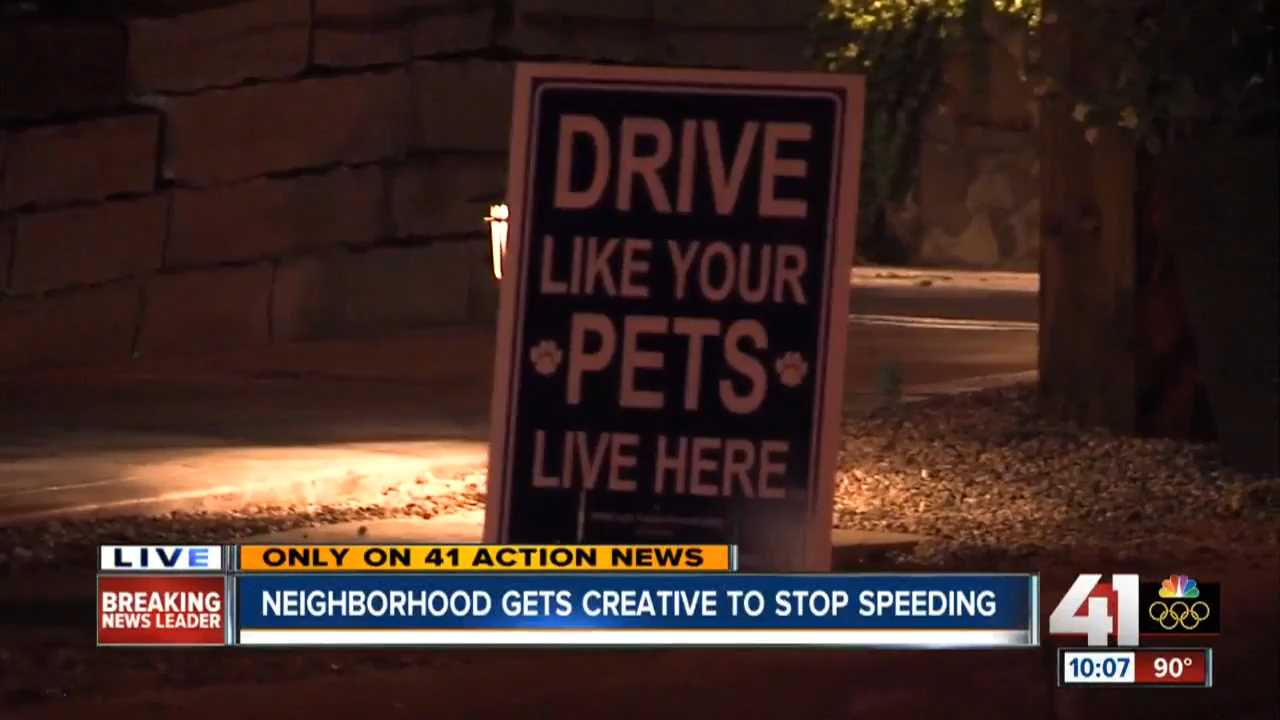 DRIVE
LIKE YOUR
PETS
LIVE HERE
LIVE
ONLY ON 41 ACTION NEWS
BREAKING
NEWS LEADER
NEIGHBORHOOD GETS CREATIVE TO STOP SPEEDING
41
10:07 90°